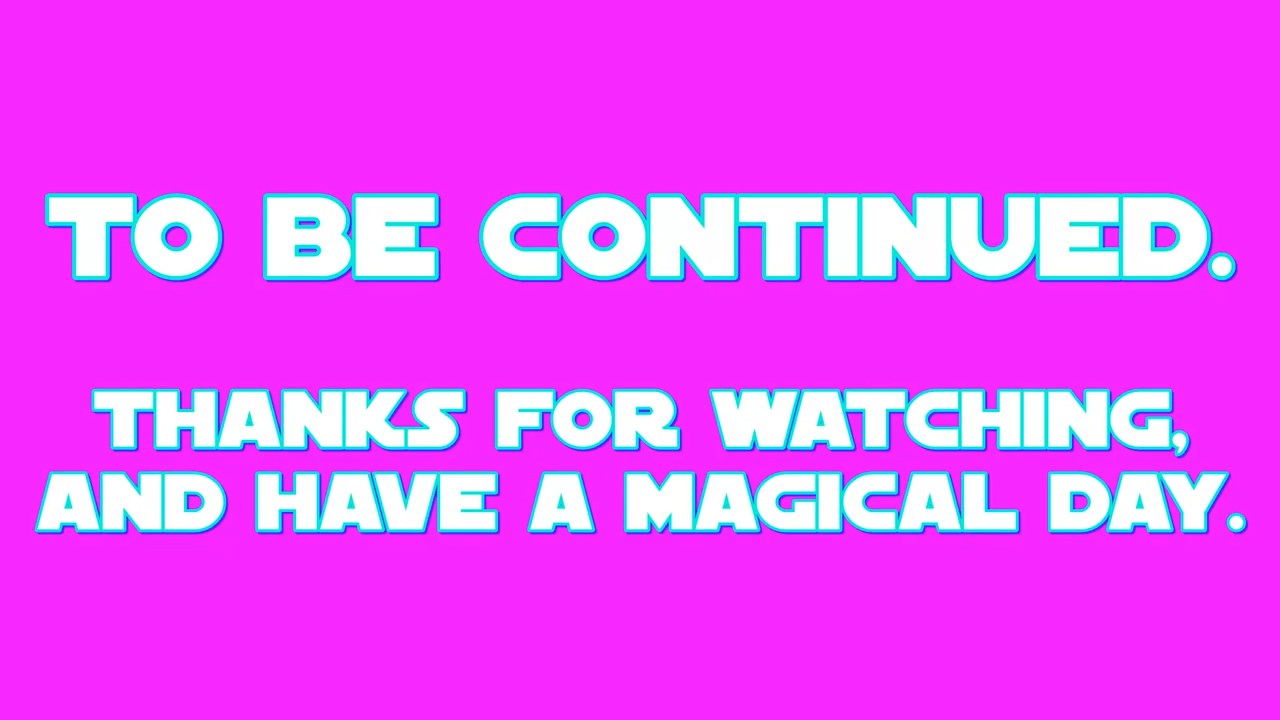 TO BE CONTINUED.
THANKS FOR WATCHING,
AND HAVE A MAGICAL DAY.